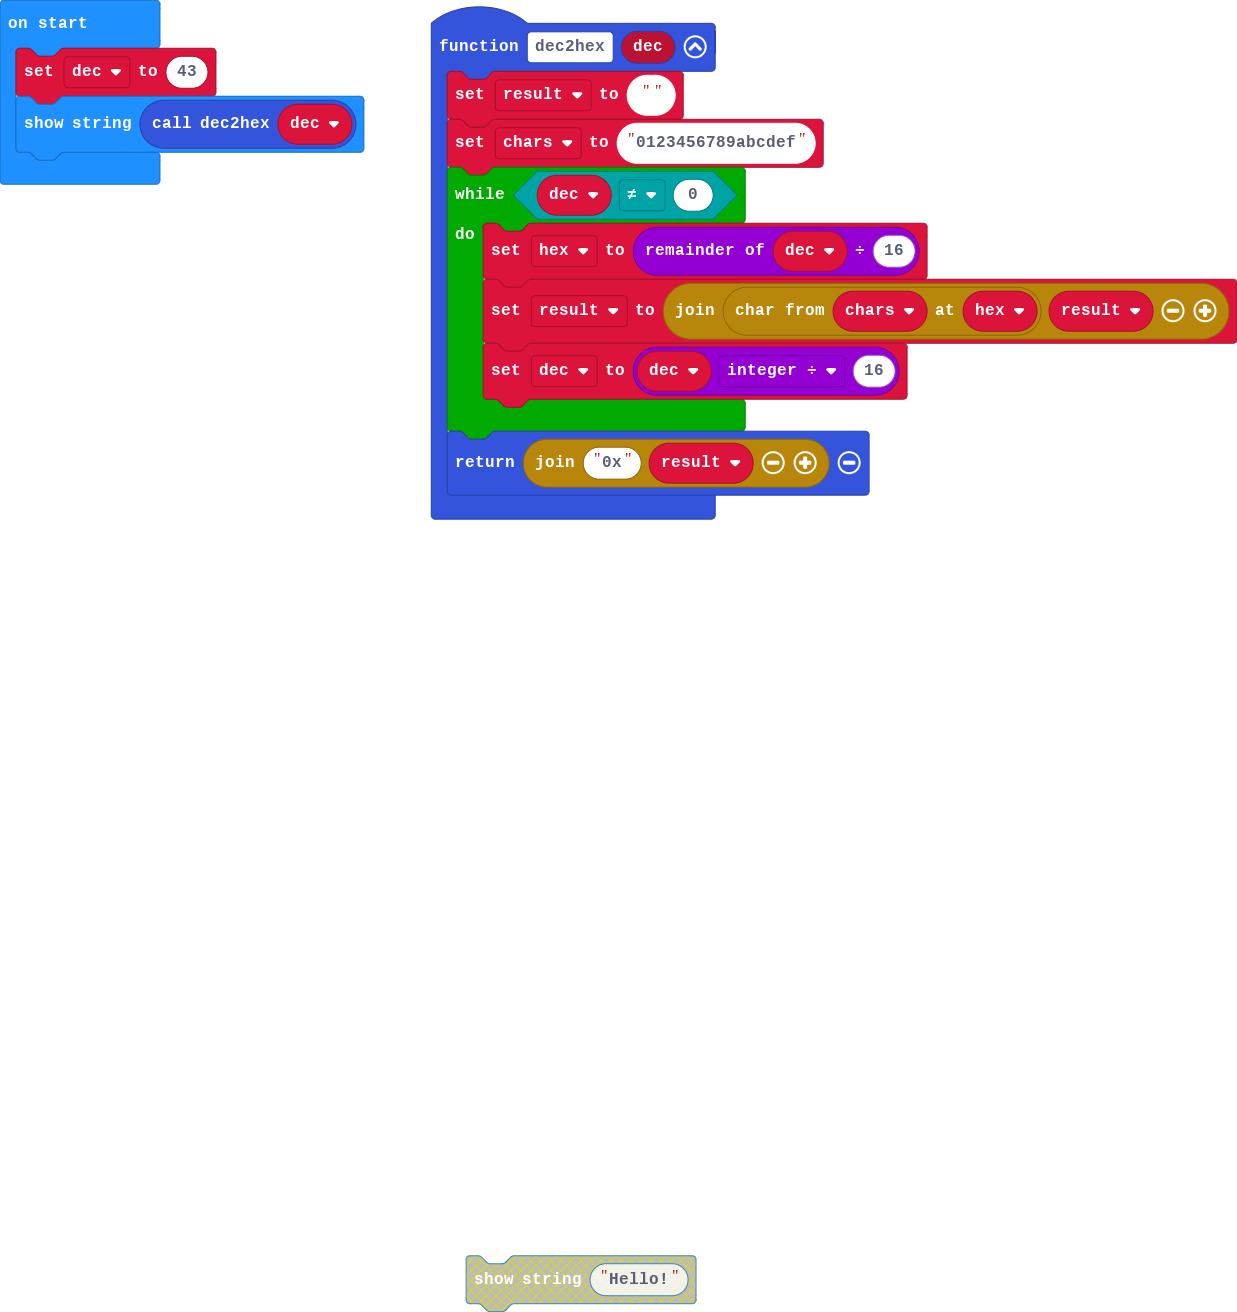 on start
set dec to 43
show string call dec2hex dec
function dec2hex dec
set result to " "
set chars to "0123456789abcdef"
while dec ≠ 0
do
set hex to remainder of dec ÷ 16
set result to join char from chars at hex result
set dec to dec integer ÷ 16
return join "0x" result
show string "Hello!"